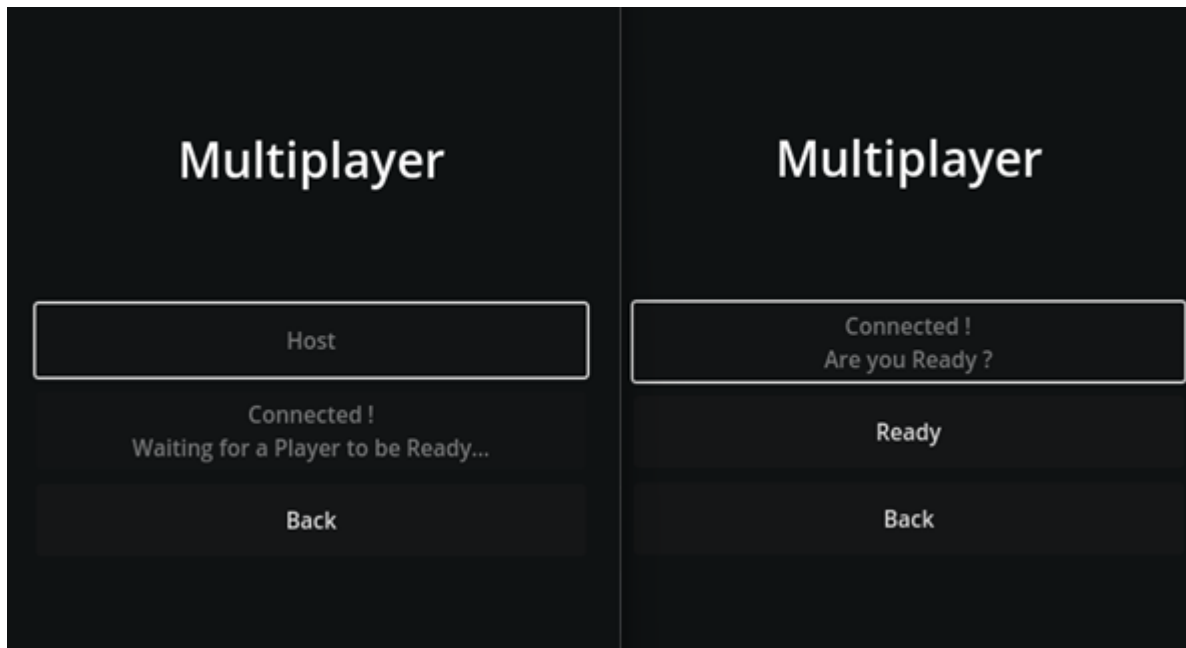 Multiplayer
Host
Connected !
Waiting for a Player to be Ready...
Back
Multiplayer
Connected !
Are you Ready ?
Ready
Back